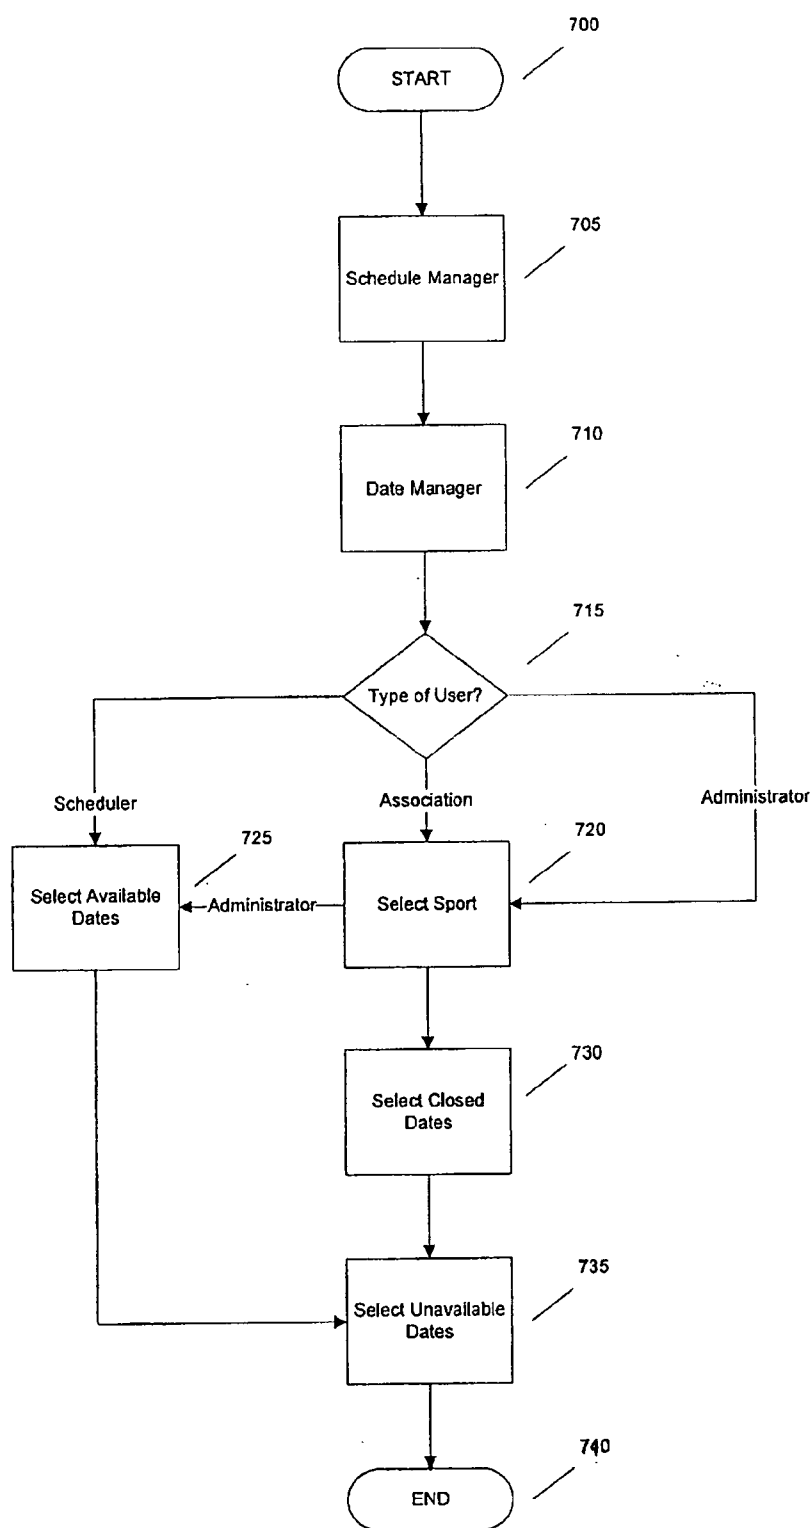 700
START
705
Schedule Manager
710
Date Manager
715
Type of User?
Scheduler
Association
Administrator
725
720
Select Available
Dates
Administrator
Select Sport
730
Select Closed
Dates
735
Select Unavailable
Dates
740
END